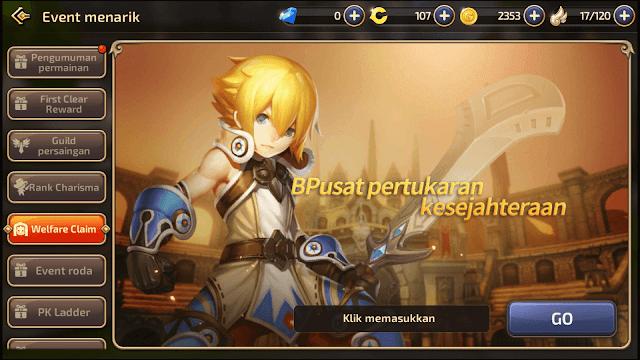 Event menarik
0
107
2353
17/120
Pengumuman
permainan
First Clear
Reward
Guild
persaingan
Rank Charisma
Welfare Claim
Event roda
PK Ladder
BPusat pertukaran
kesejahteraan
Klik memasukkan
GO